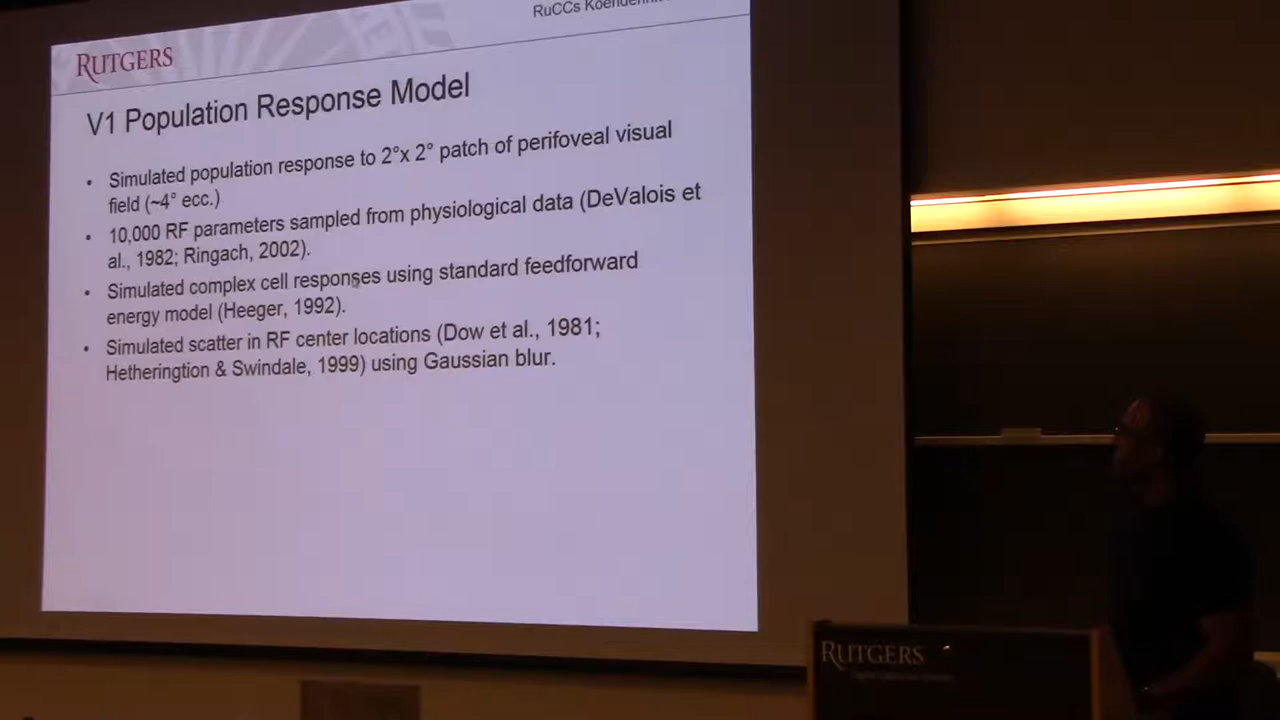 RuCCs
RUTGERS
V1 Population Response Model
• Simulated population response to 2°x 2° patch of perifoveal visual
field (~4° ecc.)
• 10,000 RF parameters sampled from physiological data (DeValois et
al., 1982; Ringach, 2002).
• Simulated complex cell responses using standard feedforward
energy model (Heeger, 1992).
• Simulated scatter in RF center locations (Dow et al., 1981;
Hetheringtion & Swindale, 1999) using Gaussian blur.
RUTGERS